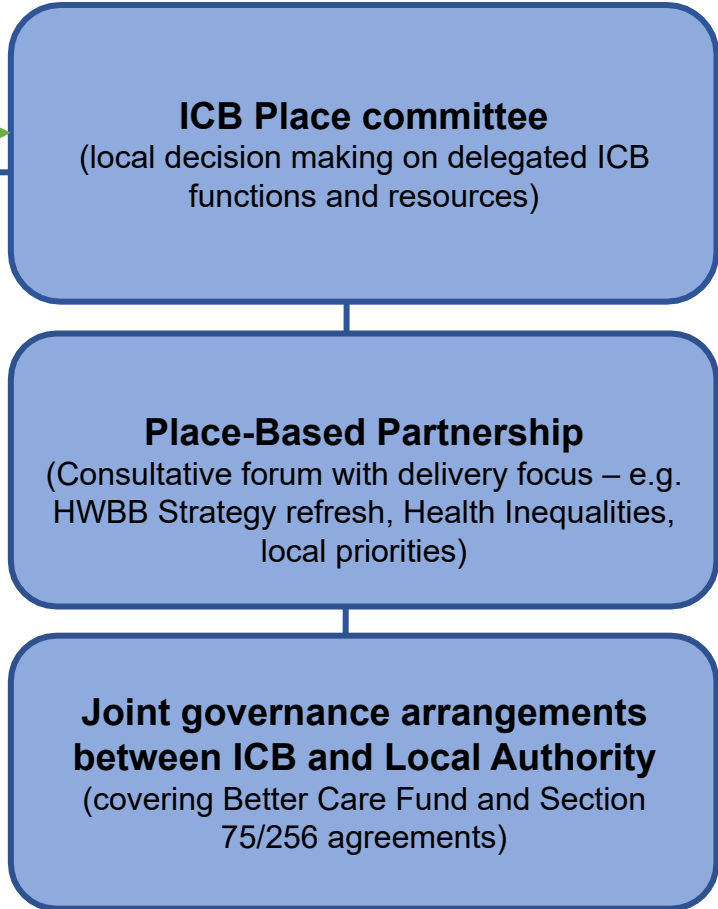 ICB Place committee
(local decision making on delegated ICB
functions and resources)
Place-Based Partnership
(Consultative forum with delivery focus – e.g.
HWBB Strategy refresh, Health Inequalities,
local priorities)
Joint governance arrangements
between ICB and Local Authority
(covering Better Care Fund and Section
75/256 agreements)